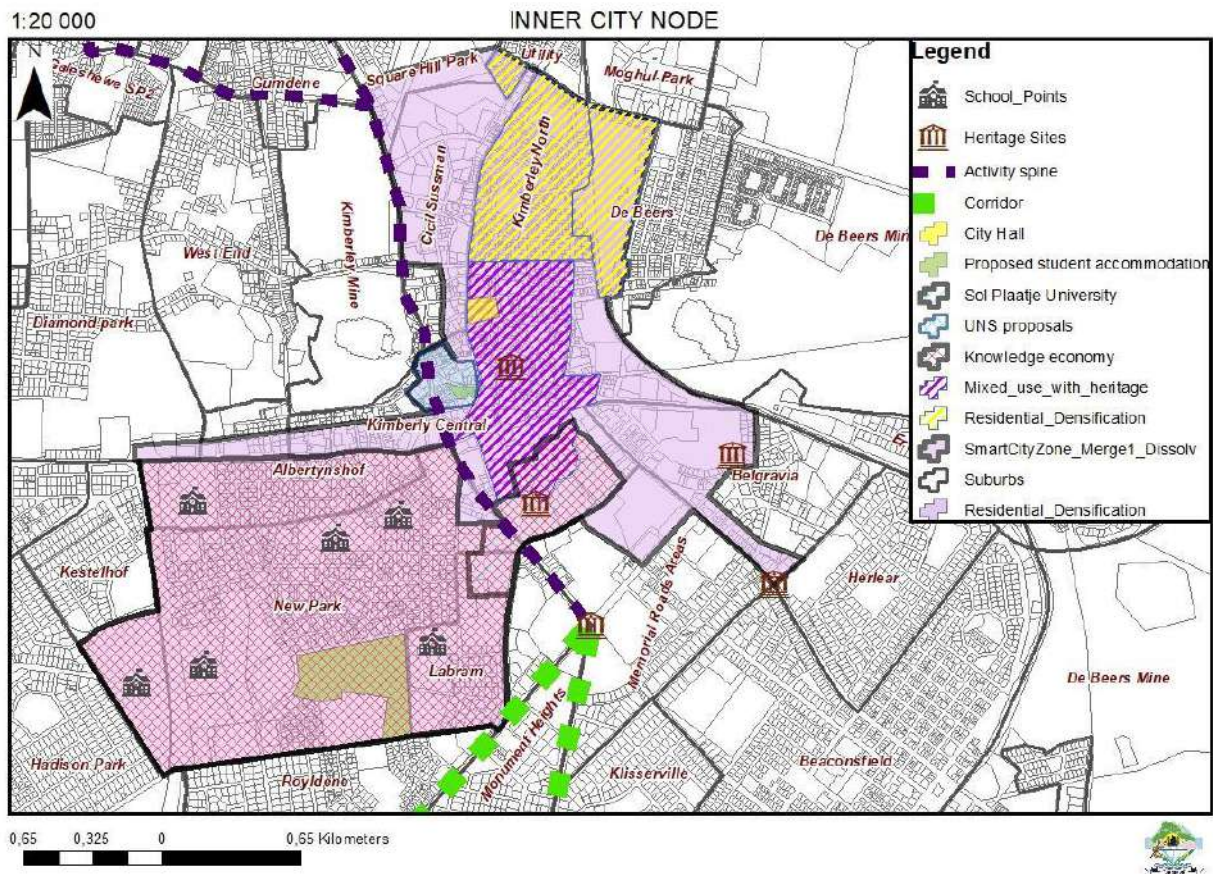 1:20 000
INNER CITY NODE
N
Galeshewe SP2
Gumdene
Square Hill Park
Utility
Moghul Park
Cicil Sussman
Kimberley North
De Beers
De Beers Min
Kimberley Mine
West End
Diamond park
Kimberly Central
Albertynshof
Belgravia
Kestelhof
New Park
Labram
Memorial Roads Areas
Herlear
De Beers Mine
Hadison Park
Royldene
Monument Heights
Klisserville
Beaconsfield
Legend
School_Points
Heritage Sites
Activity spine
Corridor
City Hall
Proposed student accommodation
Sol Plaatje University
UNS proposals
Knowledge economy
Mixed_use_with_heritage
Residential_Densification
SmartCityZone_Merge1_Dissolv
Suburbs
Residential_Densification
0,65 0,325 0 0,65 Kilometers